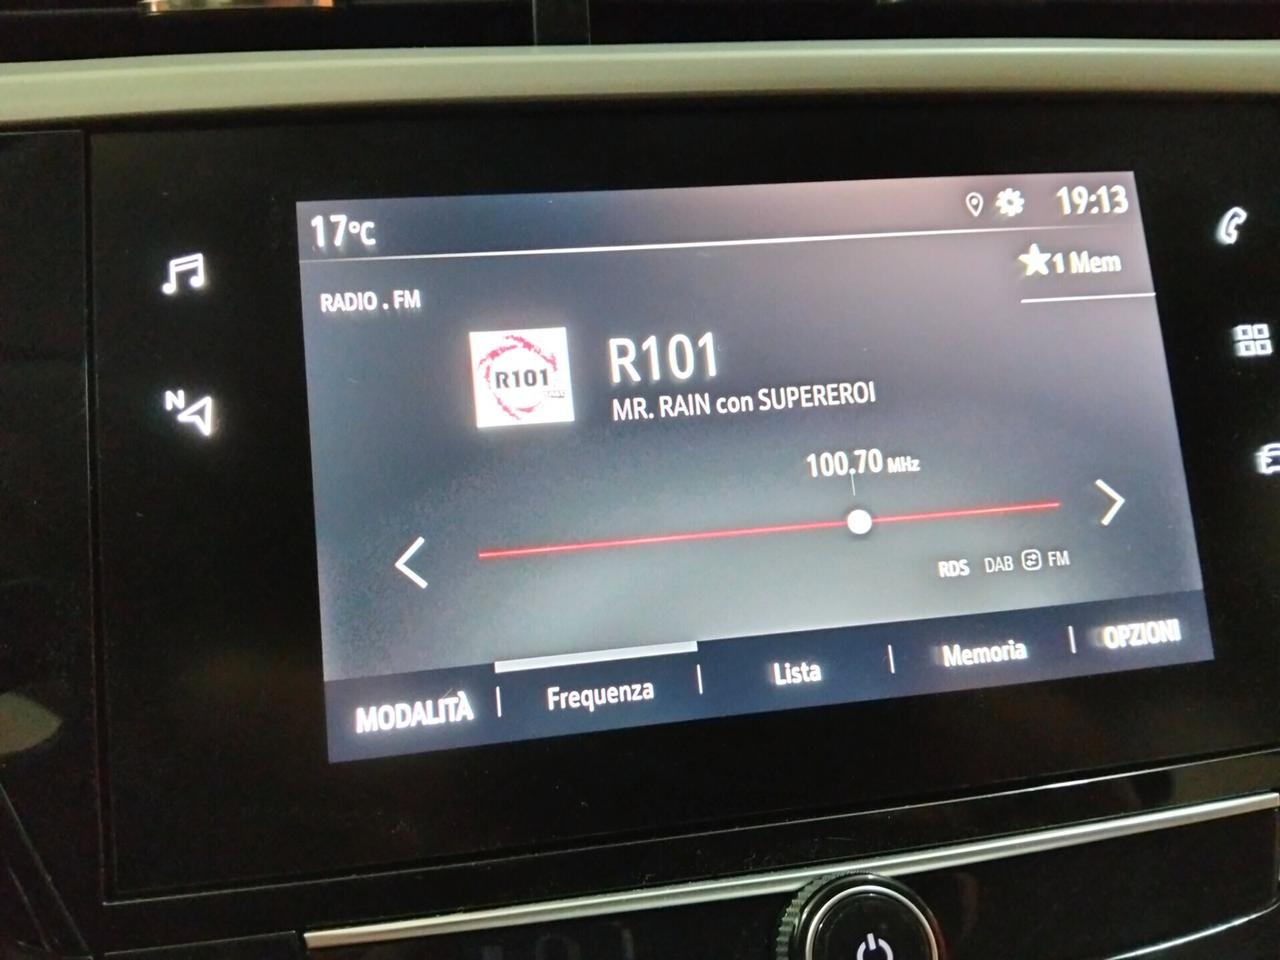 17°C
19:13
1 Mem
RADIO . FM
R101
R101
MR. RAIN con SUPEREROI
100.70 MHz
RDS DAB FM
MODALITÀ
Frequenza
Lista
Memoria
OPZIONI
N